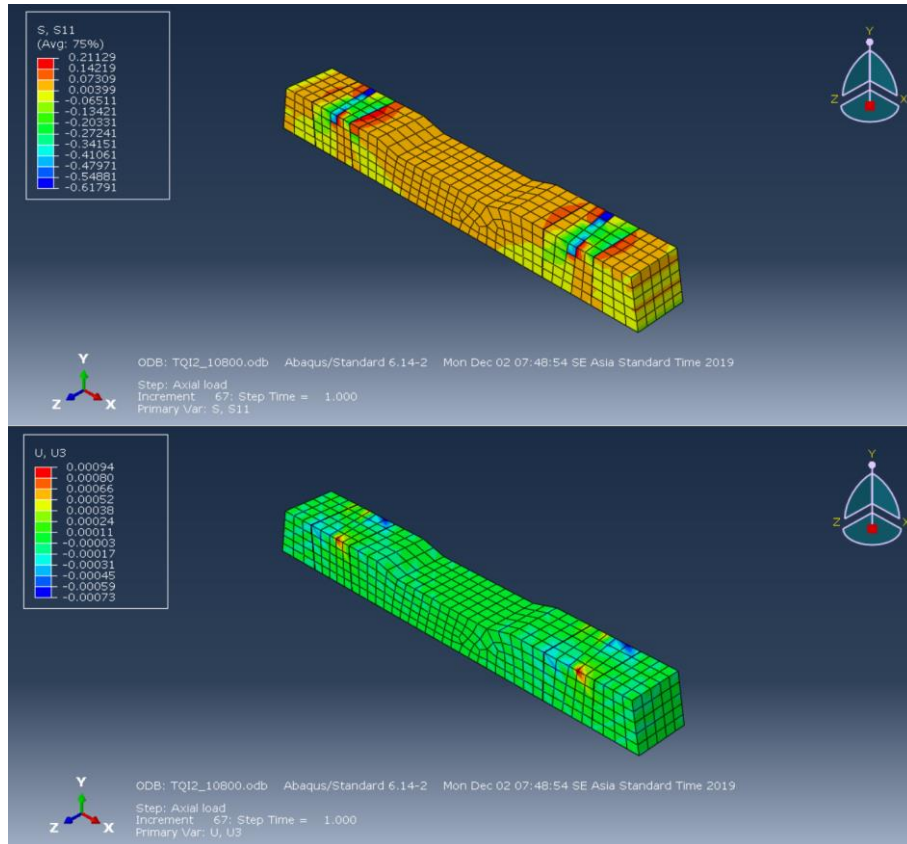 S, S11
(Avg: 75%)
0.21129
0.14219
0.07309
0.00399
-0.06511
-0.13421
-0.20331
-0.27241
-0.34151
-0.41061
-0.47971
-0.54881
-0.61791
Y
Z
X
Y
Z
X
ODB: TQI2_10800.odb Abaqus/Standard 6.14-2 Mon Dec 02 07:48:54 SE Asia Standard Time 2019
Step: Axial load
Increment 67: Step Time = 1.000
Primary Var: S, S11
U, U3
0.00094
0.00080
0.00066
0.00052
0.00038
0.00024
0.00011
-0.00003
-0.00017
-0.00031
-0.00045
-0.00059
-0.00073
Y
Z
X
Y
Z
X
ODB: TQI2_10800.odb Abaqus/Standard 6.14-2 Mon Dec 02 07:48:54 SE Asia Standard Time 2019
Step: Axial load
Increment 67: Step Time = 1.000
Primary Var: U, U3